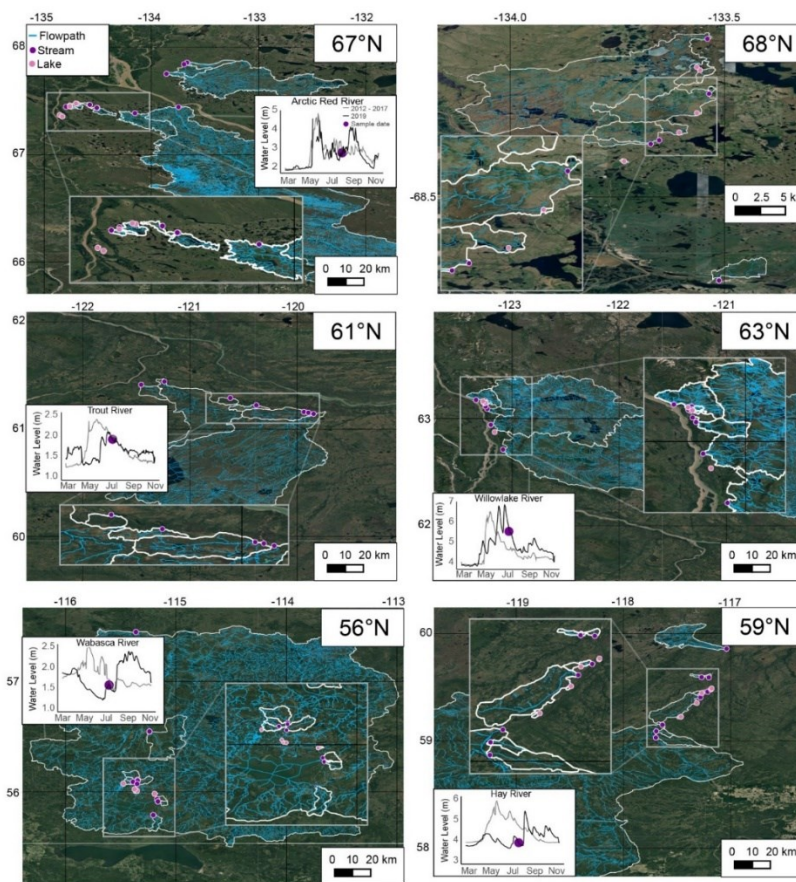 -135 -134 -133 -132
68
67
66
67°N
Flowpath
Stream
Lake
Arctic Red River
2012 - 2017
2019
Sample date
Water Level (m)
5
4
3
2
Mar May Jul Sep Nov
0 10 20 km
-134.0 -133.5
68°N
-68.5
0 2.5 5 k
-122 -121 -120
62
61
60
61°N
Trout River
Water Level (m)
2.5
2.0
1.5
1.0
Mar May Jul Sep Nov
0 10 20 km
-123 -122 -121
63
62
63°N
Willowlake River
Water Level (m)
7
6
5
4
Mar May Jul Sep Nov
0 10 20 km
-116 -115 -114 -113
57
56
56°N
Wabasca River
Water Level (m)
2.5
2.0
1.5
1.0
Mar May Jul Sep Nov
0 10 20 km
-119 -118 -117
60
59
58
59°N
Hay River
Water Level (m)
6
5
4
3
Mar May Jul Sep Nov
0 10 20 km